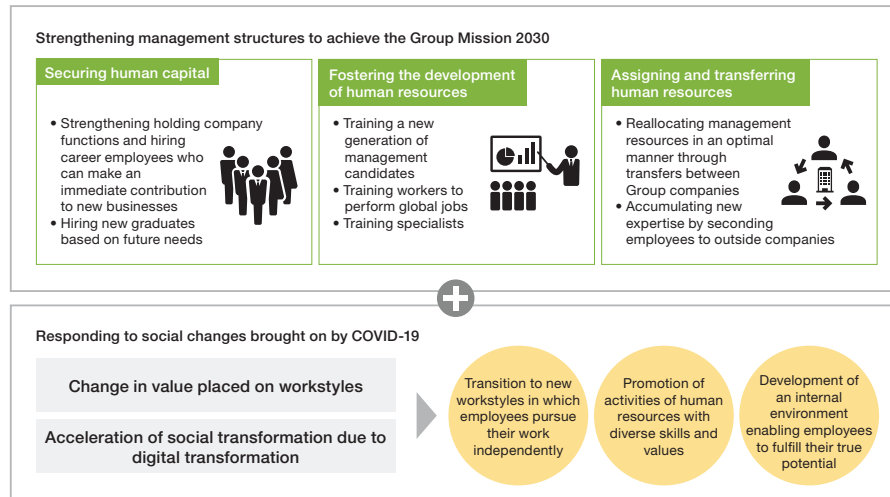 Strengthening management structures to achieve the Group Mission 2030
Securing human capital
• Strengthening holding company
functions and hiring
career employees who
can make an
immediate contribution
to new businesses
• Hiring new graduates
based on future needs
Fostering the development
of human resources
• Training a new
generation of
management
candidates
• Training workers to
perform global jobs
• Training specialists
Assigning and transferring
human resources
• Reallocating management
resources in an optimal
manner through
transfers between
Group companies
• Accumulating new
expertise by seconding
employees to outside companies
Responding to social changes brought on by COVID-19
Change in value placed on workstyles
Acceleration of social transformation due to
digital transformation
Transition to new
workstyles in which
employees pursue
their work
independently
Promotion of
activities of human
resources with
diverse skills and
values
Development of
an internal
environment
enabling employees
to fulfill their true
potential